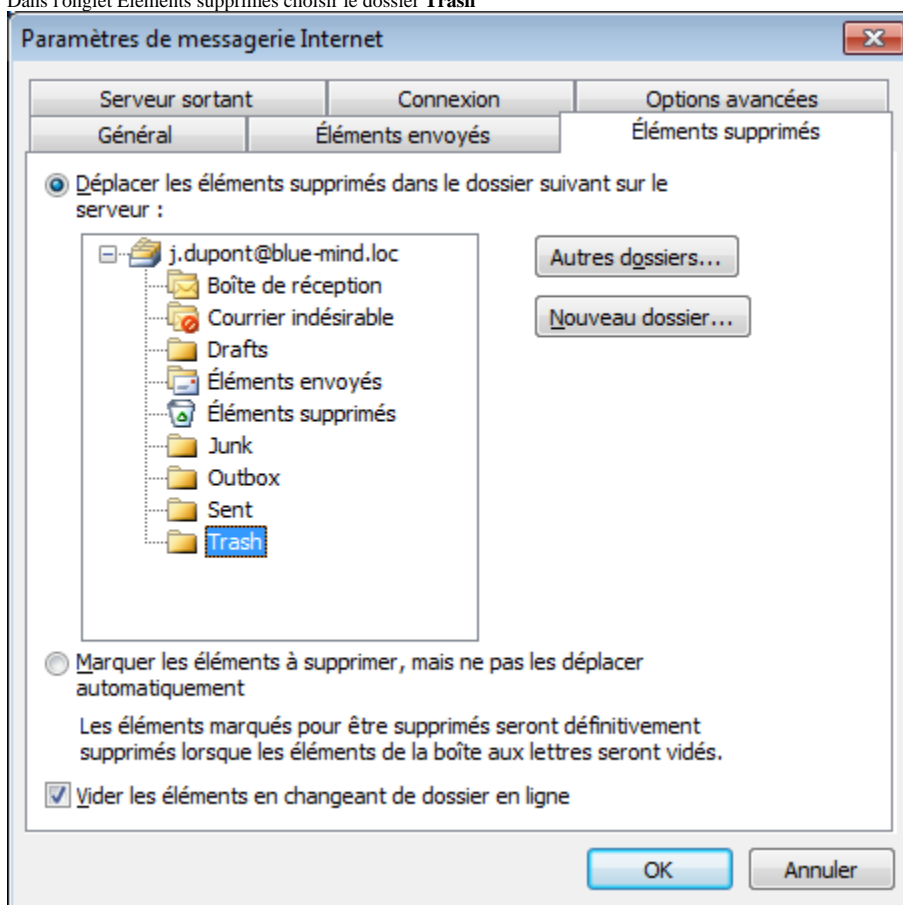 Dans l'onglet Éléments supprimés choisir le dossier Trash
Paramètres de messagerie Internet
Serveur sortant
Connexion
Options avancées
Général
Éléments envoyés
Éléments supprimés
Déplacer les éléments supprimés dans le dossier suivant sur le
serveur :
j.dupont@blue-mind.loc
Autres dossiers...
Boîte de réception
Courrier indésirable
Nouveau dossier...
Drafts
Éléments envoyés
Éléments supprimés
Junk
Outbox
Sent
Trash
Marquer les éléments à supprimer, mais ne pas les déplacer
automatiquement
Les éléments marqués pour être supprimés seront définitivement
supprimés lorsque les éléments de la boîte aux lettres seront vidés.
Vider les éléments en changeant de dossier en ligne
OK
Annuler